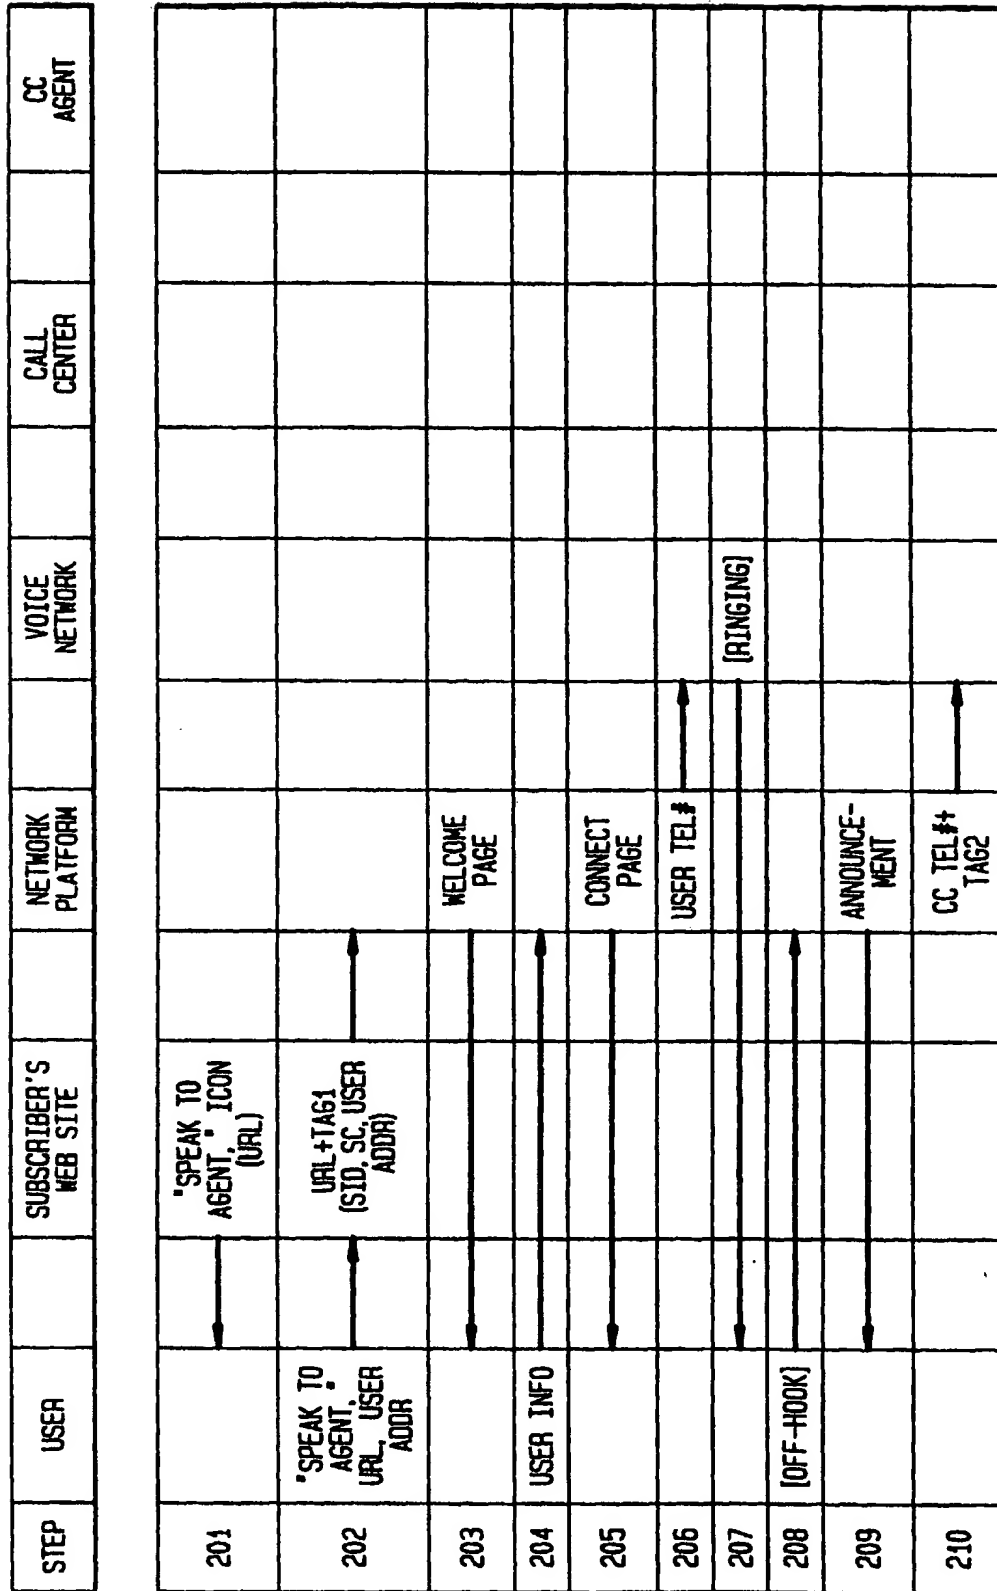 STEP
USER
SUBSCRIBER'S
WEB SITE
NETWORK
PLATFORM
VOICE
NETWORK
CALL
CENTER
CC
AGENT
201
"SPEAK TO
AGENT," ICON
(URL)
202
"SPEAK TO
AGENT,"
URL, USER
ADDR
URL+TAG1
(SID, SC, USER
ADDR)
203
WELCOME
PAGE
204
USER INFO
205
CONNECT
PAGE
206
USER TEL#
207
[RINGING]
208
[OFF-HOOK]
209
ANNOUNCE-
MENT
210
CC TEL#+
TAG2